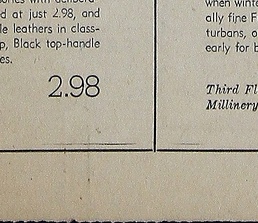 d at just 2.98, and
le leathers in class-
p, Black top-handle
es.
2.98
when winte
ally fine F
turbans, o
early for b
Third Fl
Millinery